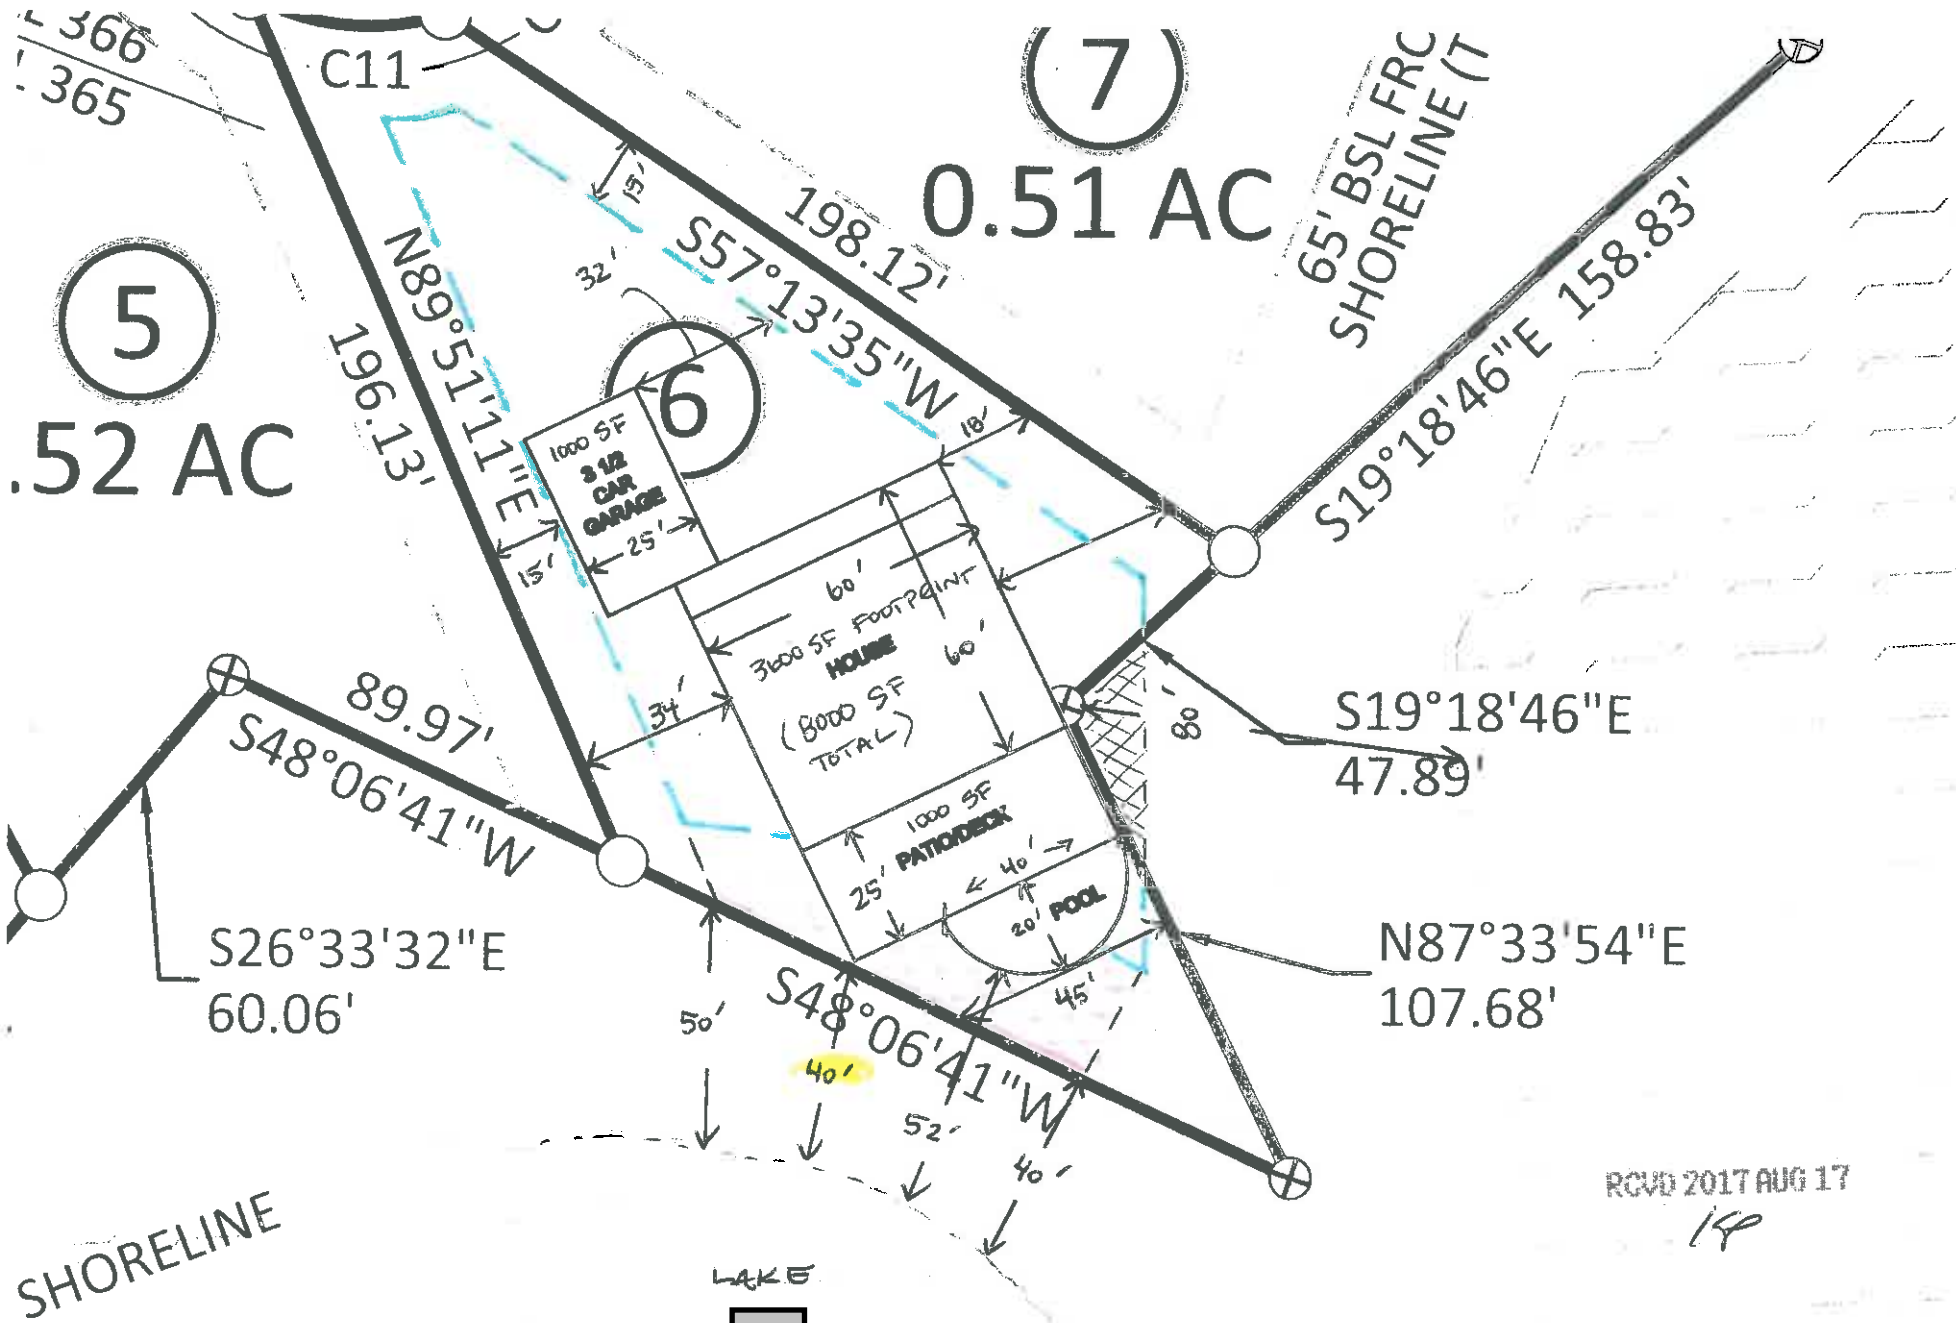 366
365
C11
7
0.51 AC
65' BSL FRO
SHORELINE (T
15'
198.12'
S57°13'35"W
158.83'
S19°18'46"E
5
.52 AC
N89°51'11"E
196.13'
32'
6
18'
1000 SF
3 1/2
CAR
GARAGE
25'
15'
60'
3600 SF FOOTPRINT
HOUSE
60'
(8000 SF
TOTAL)
34'
89.97'
S48°06'41"W
80'
S19°18'46"E
47.89'
1000 SF
PATIO/DECK
25'
40'
20'
POOL
45'
S26°33'32"E
60.06'
N87°33'54"E
107.68'
50'
S48°06'41"W
40'
52'
40'
SHORELINE
LAKE
RCVD 2017 AUG 17